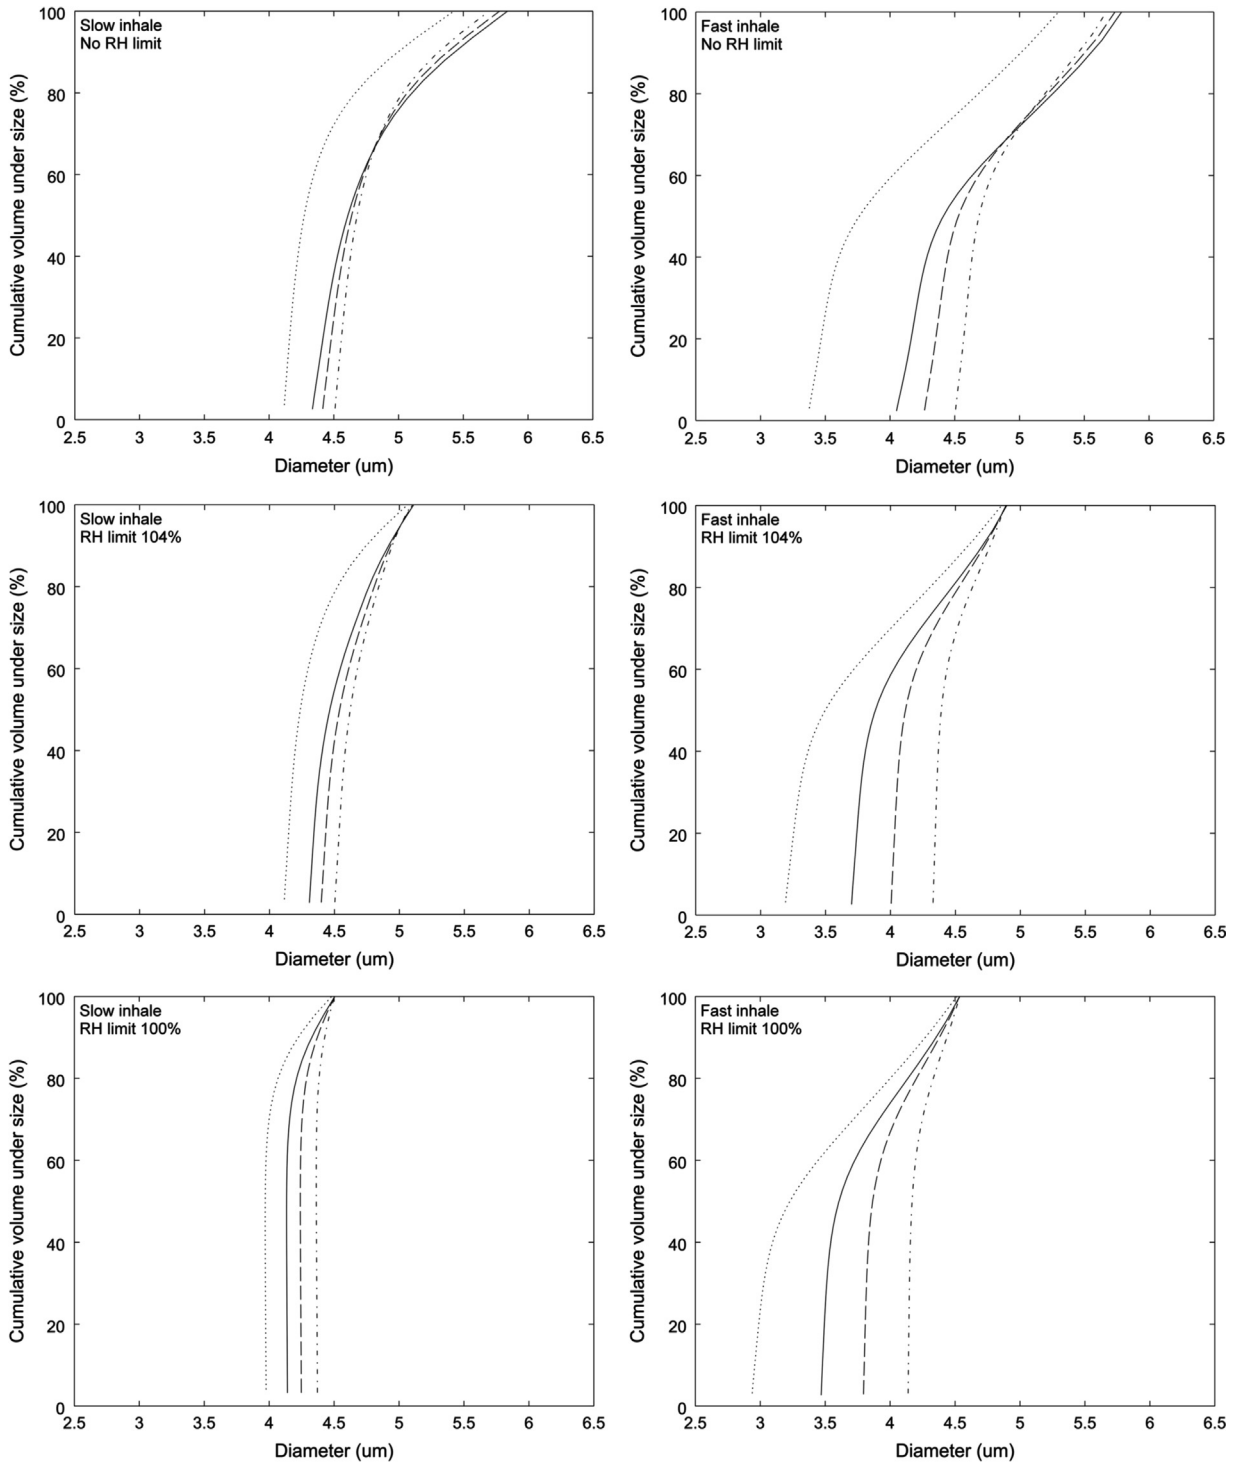 Slow inhale
No RH limit
Cumulative volume under size (%)
100
80
60
40
20
0
2.5 3 3.5 4 4.5 5 5.5 6 6.5
Diameter (um)
Fast inhale
No RH limit
Cumulative volume under size (%)
100
80
60
40
20
0
2.5 3 3.5 4 4.5 5 5.5 6 6.5
Diameter (um)
Slow inhale
RH limit 104%
Cumulative volume under size (%)
100
80
60
40
20
0
2.5 3 3.5 4 4.5 5 5.5 6 6.5
Diameter (um)
Fast inhale
RH limit 104%
Cumulative volume under size (%)
100
80
60
40
20
0
2.5 3 3.5 4 4.5 5 5.5 6 6.5
Diameter (um)
Slow inhale
RH limit 100%
Cumulative volume under size (%)
100
80
60
40
20
0
2.5 3 3.5 4 4.5 5 5.5 6 6.5
Diameter (um)
Fast inhale
RH limit 100%
Cumulative volume under size (%)
100
80
60
40
20
0
2.5 3 3.5 4 4.5 5 5.5 6 6.5
Diameter (um)